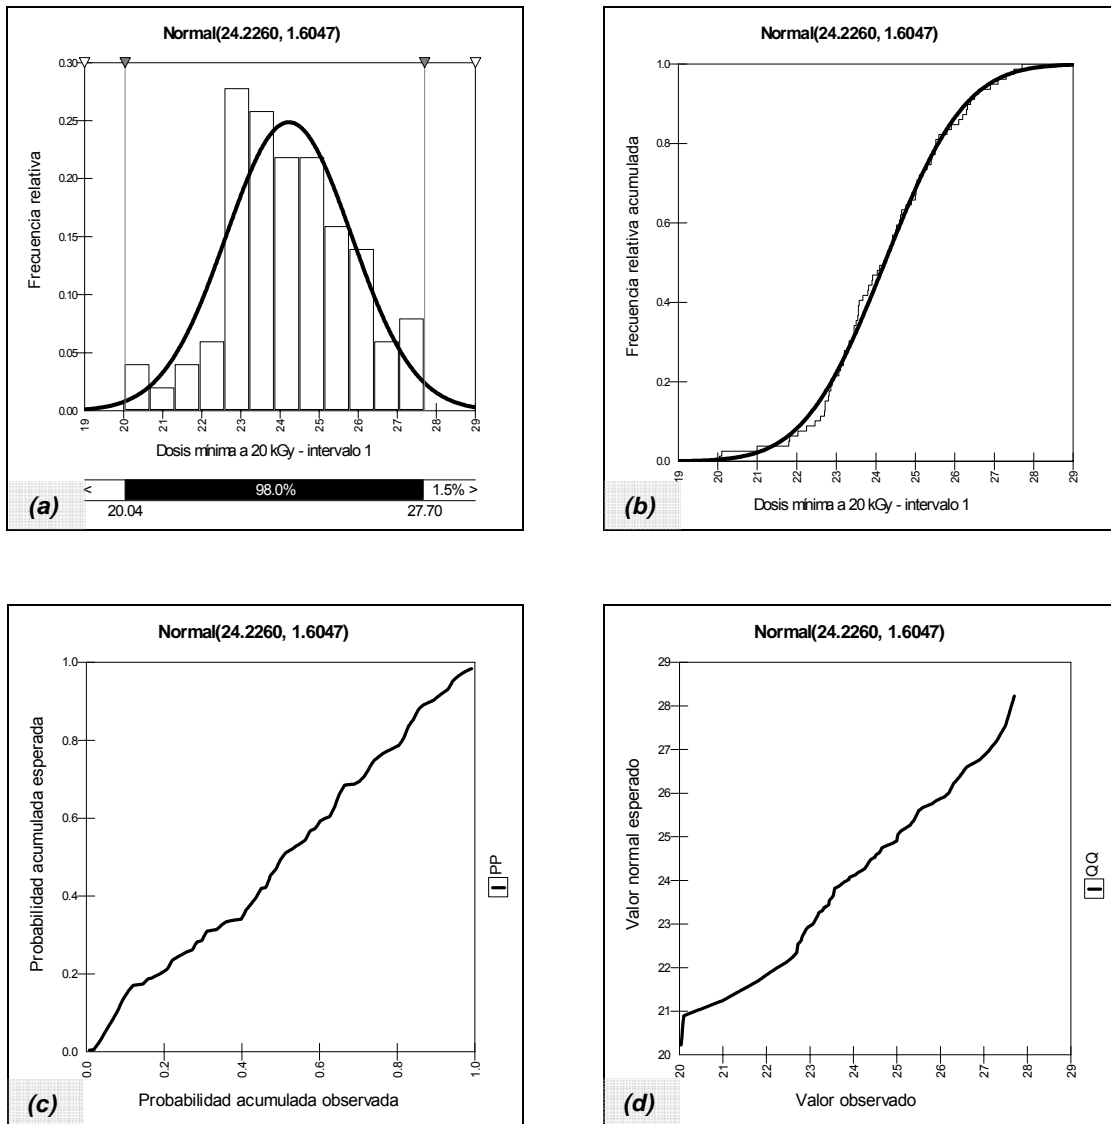 Normal(24.2260, 1.6047)
Frecuencia relativa
0.30
0.25
0.20
0.15
0.10
0.05
0.00
19 20 21 22 23 24 25 26 27 28 29
Dosis mínima a 20 kGy - intervalo 1
< 98.0% 1.5% >
20.04 27.70
(a)
Normal(24.2260, 1.6047)
Frecuencia relativa acumulada
1.0
0.8
0.6
0.4
0.2
0.0
19 20 21 22 23 24 25 26 27 28 29
Dosis mínima a 20 kGy - intervalo 1
(b)
Normal(24.2260, 1.6047)
Probabilidad acumulada esperada
1.0
0.8
0.6
0.4
0.2
0.0
0.0 0.2 0.4 0.6 0.8 1.0
Probabilidad acumulada observada
PP
(c)
Normal(24.2260, 1.6047)
Valor normal esperado
29
28
27
26
25
24
23
22
21
20
20 21 22 23 24 25 26 27 28 29
Valor observado
QQ
(d)